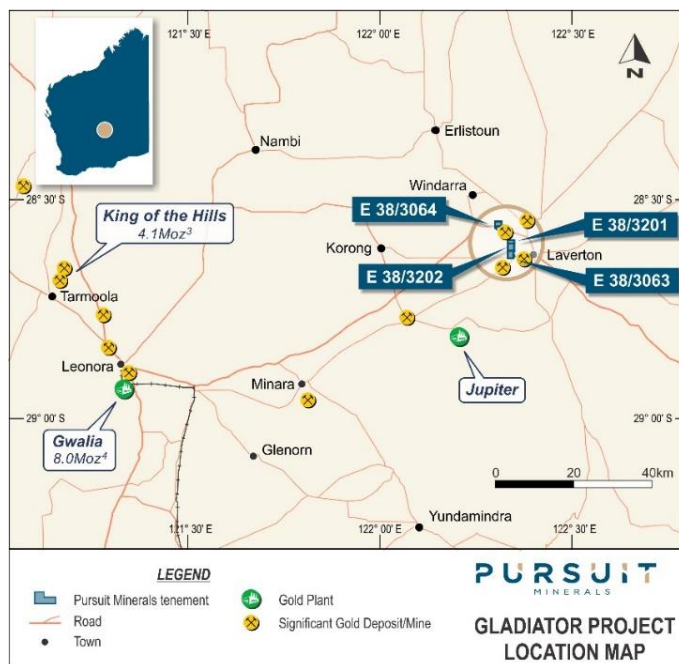 121°30' E
122°00' E
122°30' E
N
Nambi
Erlistoun
Windarra
28°30' S
28°30' S
E 38/3064
E 38/3201
King of the Hills
4.1Moz³
Korong
Laverton
E 38/3202
E 38/3063
Tarmoola
Leonora
Jupiter
Minara
29°00' S
29°00' S
Gwalia
8.0Moz⁴
Glenorn
0 20 40km
Yundamindra
121°30' E
122°00' E
122°30' E
LEGEND
Pursuit Minerals tenement
Road
Town
Gold Plant
Significant Gold Deposit/Mine
PURSUIT
MINERALS
GLADIATOR PROJECT
LOCATION MAP